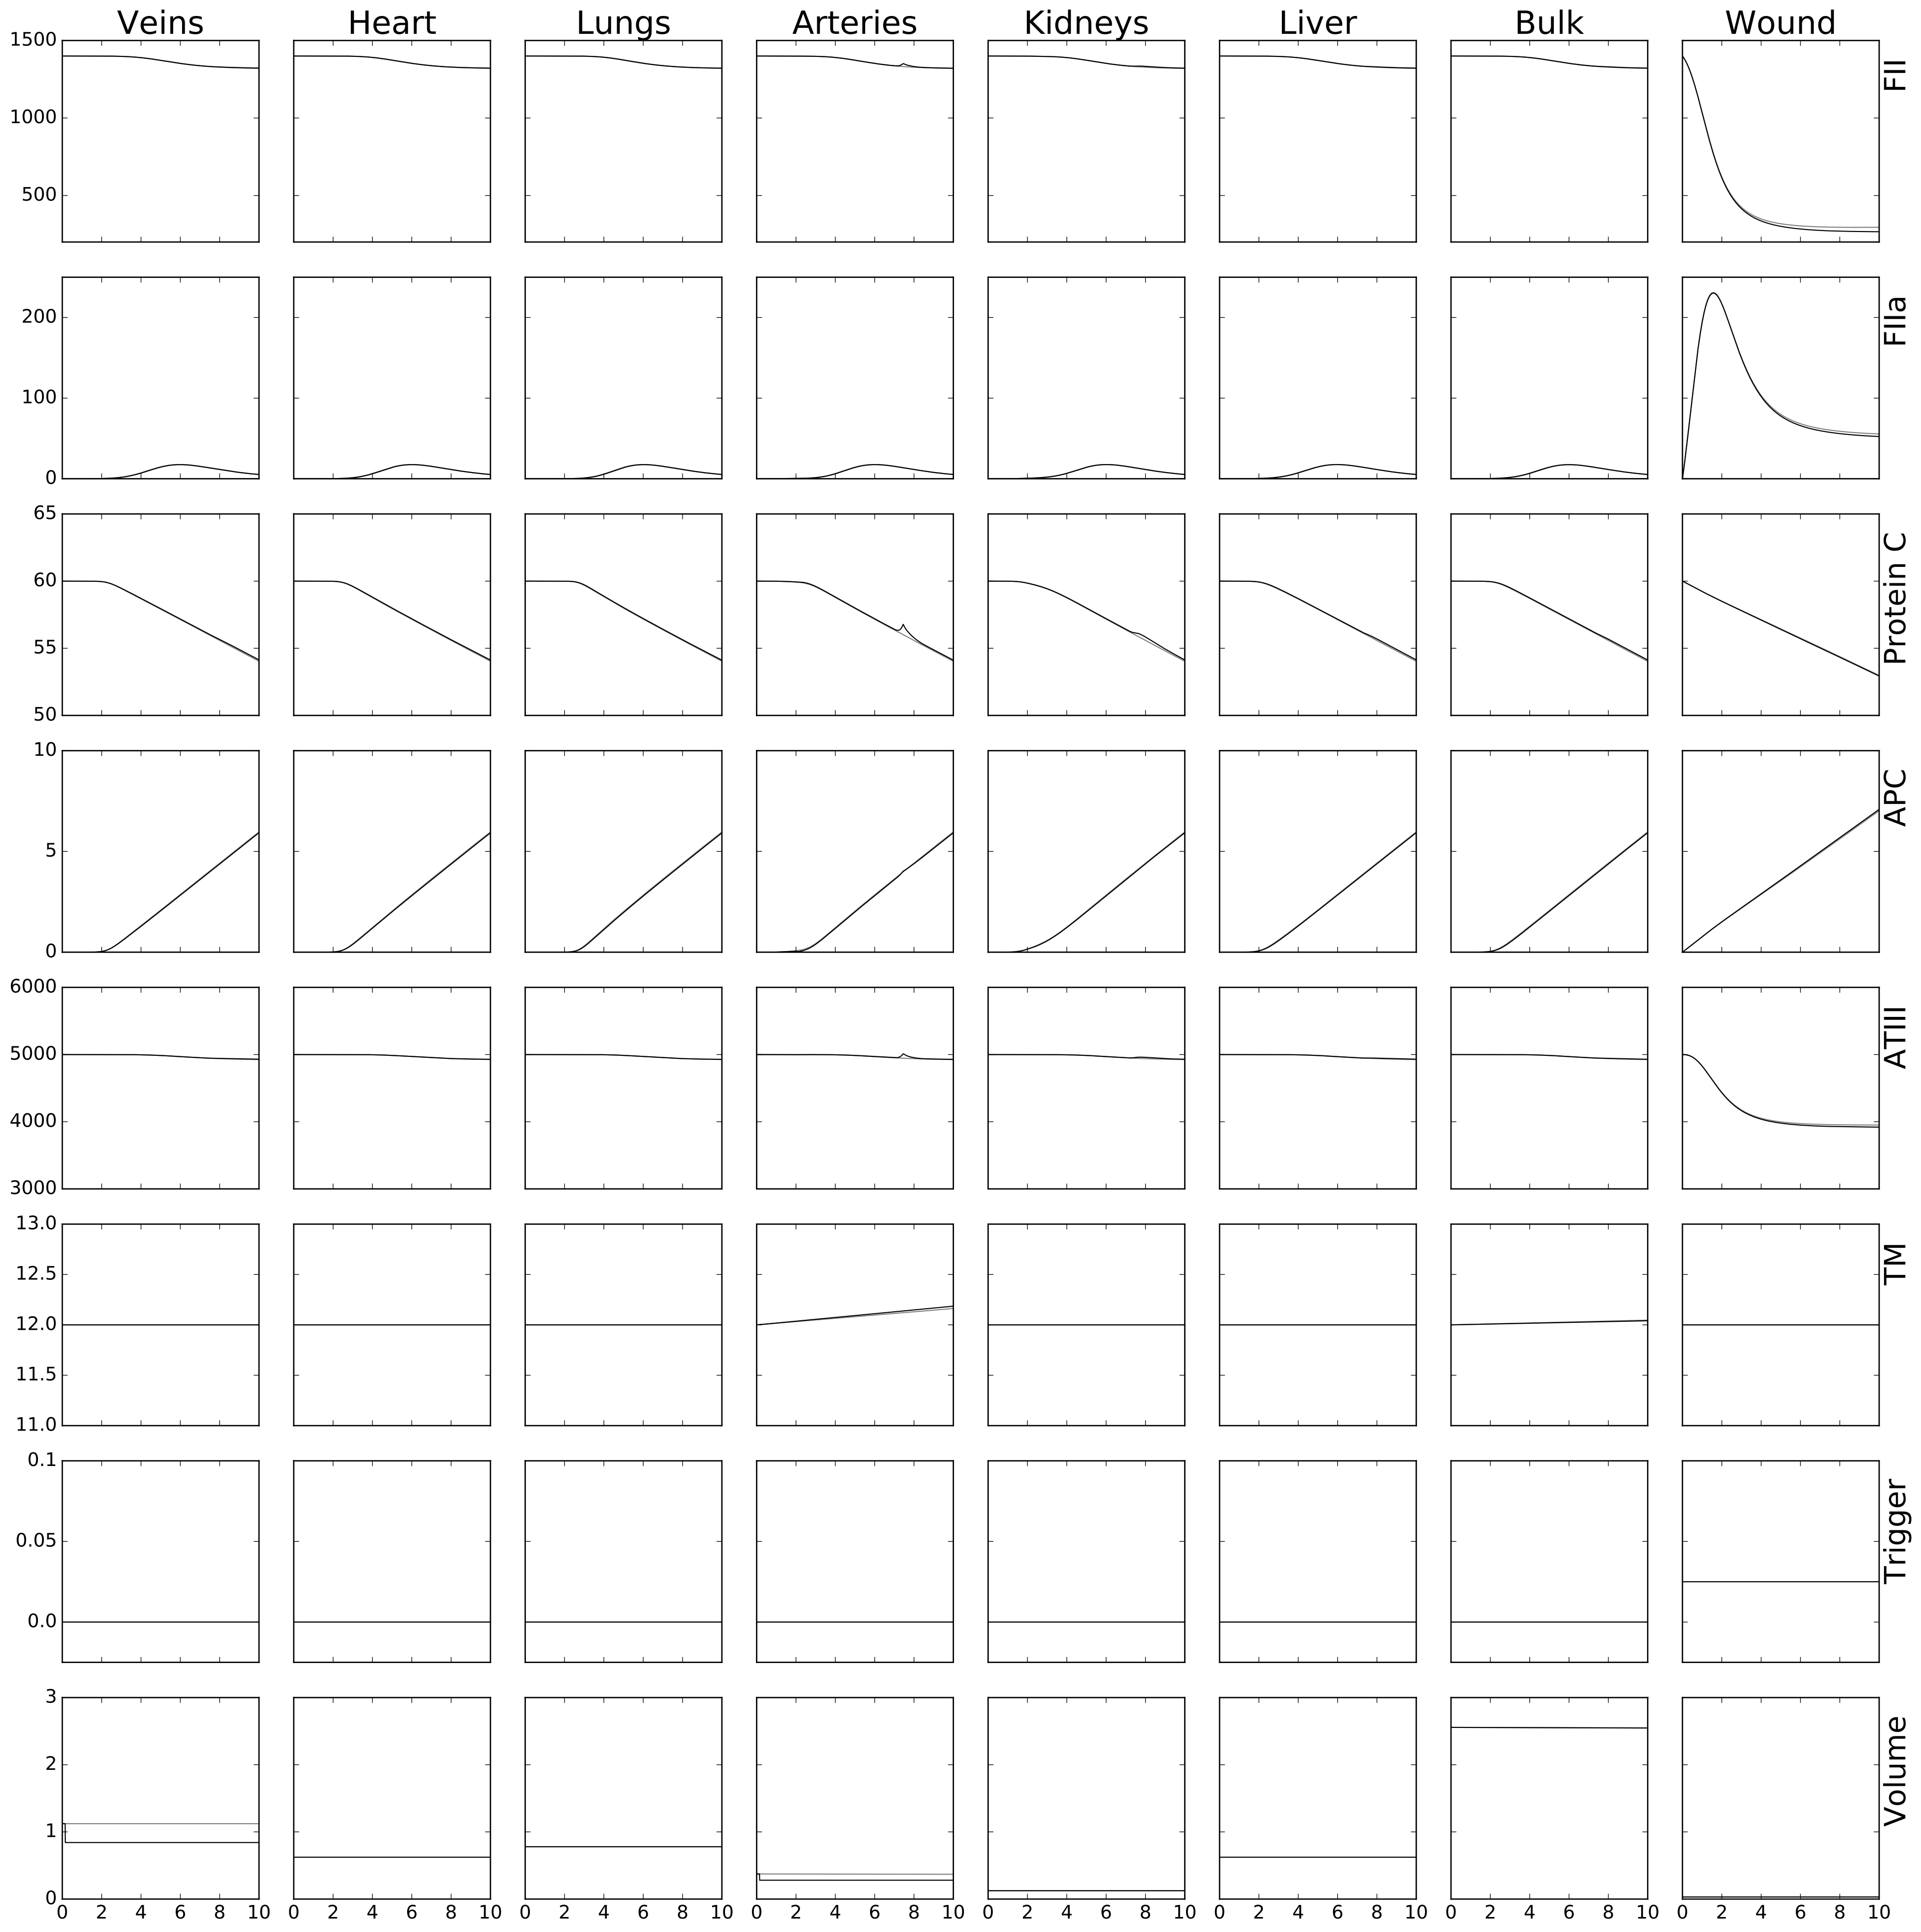 Veins Heart Lungs Arteries Kidneys Liver Bulk Wound
1500
1000
500
FII
200
100
0
FIIa
65
60
55
50
Protein C
10
5
0
APC
6000
5000
4000
3000
ATIII
13.0
12.5
12.0
11.5
11.0
TM
0.1
0.05
0.0
Trigger
3
2
1
0
Volume
0 2 4 6 8 10 0 2 4 6 8 10 0 2 4 6 8 10 0 2 4 6 8 10 0 2 4 6 8 10 0 2 4 6 8 10 0 2 4 6 8 10 0 2 4 6 8 10